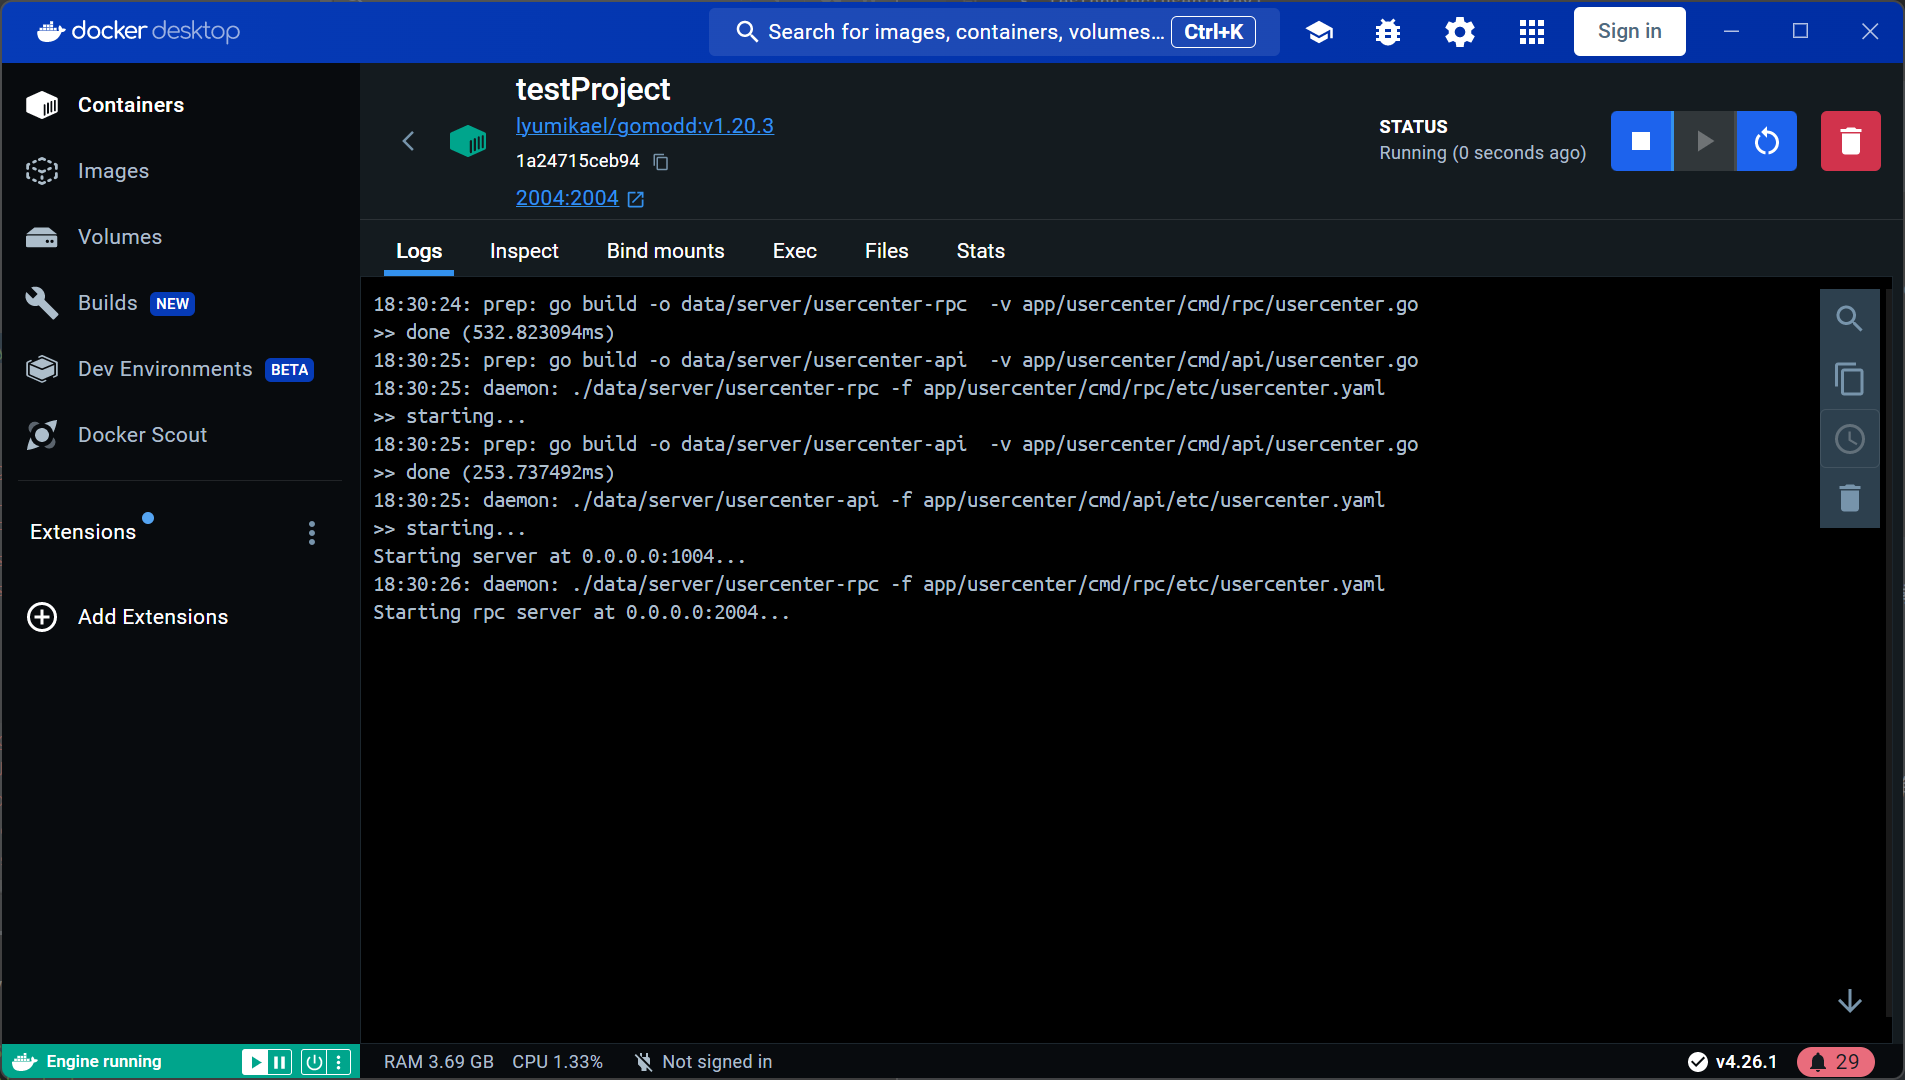 docker desktop
Search for images, containers, volumes... Ctrl+K
Sign in
Containers
Images
Volumes
Builds NEW
Dev Environments BETA
Docker Scout
Extensions
Add Extensions
testProject
lyumikael/gomodd:v1.20.3
1a24715ceb94
2004:2004
STATUS
Running (0 seconds ago)
Logs Inspect Bind mounts Exec Files Stats
18:30:24: prep: go build -o data/server/usercenter-rpc  -v app/usercenter/cmd/rpc/usercenter.go
>> done (532.823094ms)
18:30:25: prep: go build -o data/server/usercenter-api  -v app/usercenter/cmd/api/usercenter.go
18:30:25: daemon: ./data/server/usercenter-rpc -f app/usercenter/cmd/rpc/etc/usercenter.yaml
>> starting...
18:30:25: prep: go build -o data/server/usercenter-api  -v app/usercenter/cmd/api/usercenter.go
>> done (253.737492ms)
18:30:25: daemon: ./data/server/usercenter-api -f app/usercenter/cmd/api/etc/usercenter.yaml
>> starting...
Starting server at 0.0.0.0:1004...
18:30:26: daemon: ./data/server/usercenter-rpc -f app/usercenter/cmd/rpc/etc/usercenter.yaml
Starting rpc server at 0.0.0.0:2004...
Engine running
RAM 3.69 GB CPU 1.33% Not signed in
v4.26.1
29